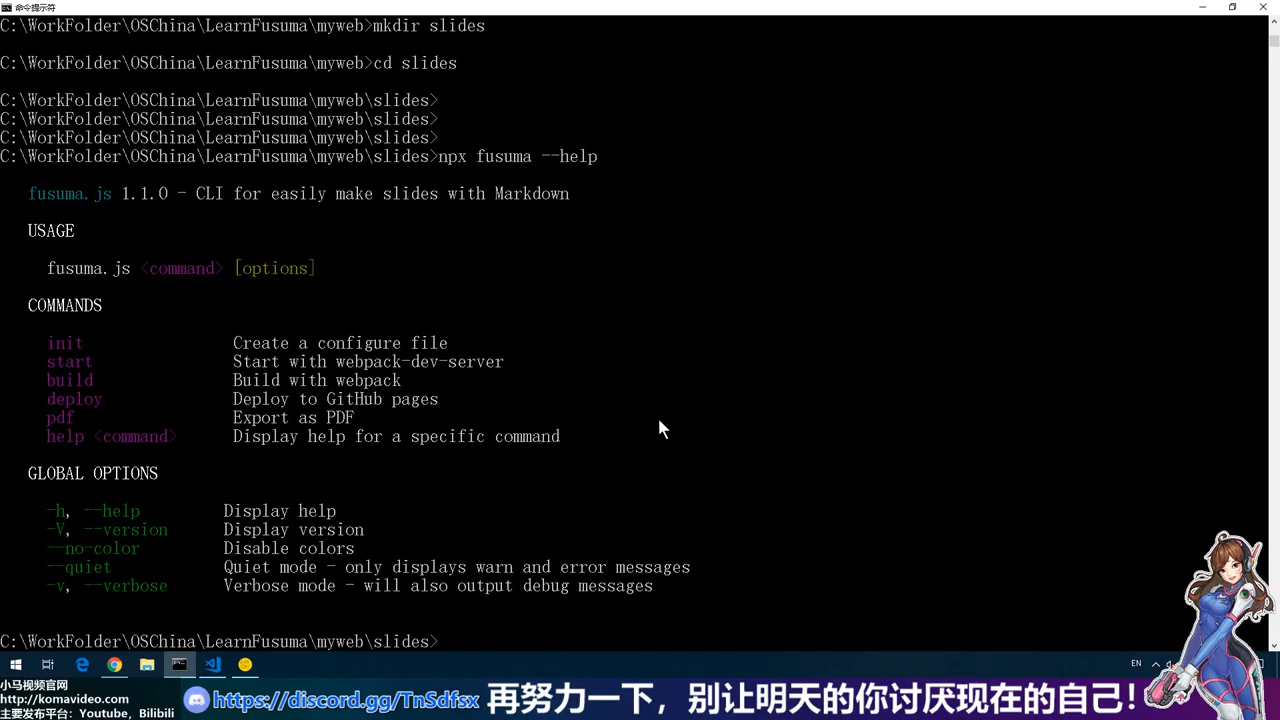 命令提示符
C:\WorkFolder\OSChina\LearnFusuma\myweb>mkdir slides
C:\WorkFolder\OSChina\LearnFusuma\myweb>cd slides
C:\WorkFolder\OSChina\LearnFusuma\myweb\slides>
C:\WorkFolder\OSChina\LearnFusuma\myweb\slides>
C:\WorkFolder\OSChina\LearnFusuma\myweb\slides>
C:\WorkFolder\OSChina\LearnFusuma\myweb\slides>npx fusuma --help
fusuma.js 1.1.0 - CLI for easily make slides with Markdown
USAGE
fusuma.js <command> [options]
COMMANDS
init Create a configure file
start Start with webpack-dev-server
build Build with webpack
deploy Deploy to GitHub pages
pdf Export as PDF
help <command> Display help for a specific command
GLOBAL OPTIONS
-h, --help Display help
-V, --version Display version
--no-color Disable colors
--quiet Quiet mode - only displays warn and error messages
-v, --verbose Verbose mode - will also output debug messages
C:\WorkFolder\OSChina\LearnFusuma\myweb\slides>
EN
小马视频官网
http://komavideo.com
主要发布平台: Youtube, Bilibili
https://discord.gg/TnSdfsx 再努力一下，别让明天的你讨厌现在的自己!